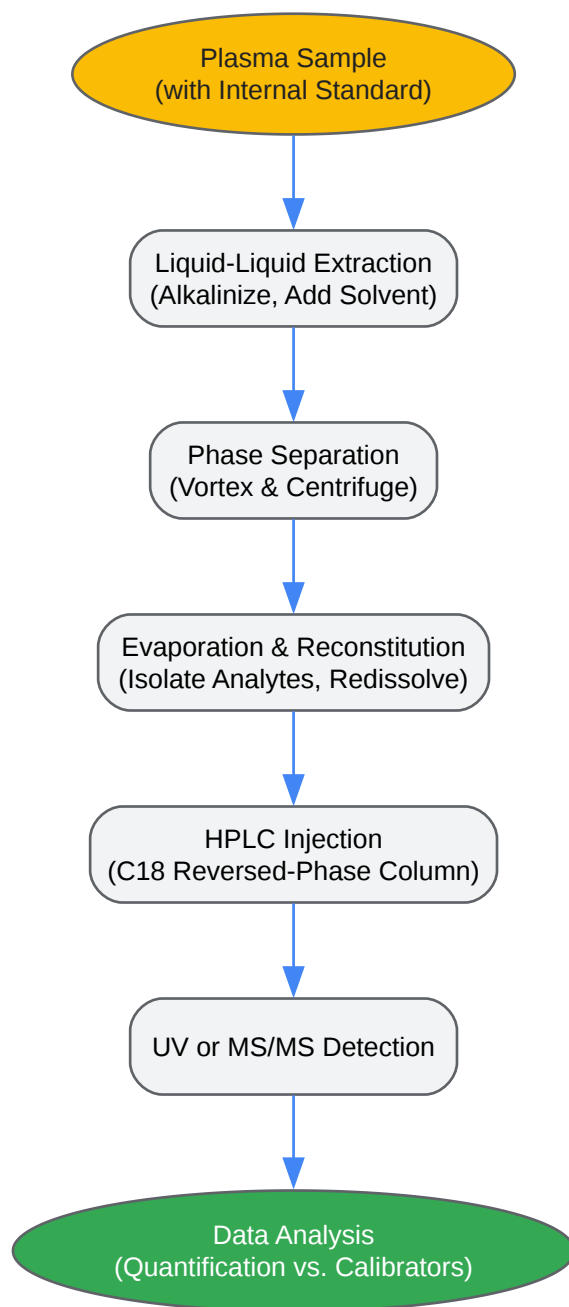 Plasma Sample
(with Internal Standard)
Liquid-Liquid Extraction
(Alkalinize, Add Solvent)
Phase Separation
(Vortex & Centrifuge)
Evaporation & Reconstitution
(Isolate Analytes, Redissolve)
HPLC Injection
(C18 Reversed-Phase Column)
UV or MS/MS Detection
Data Analysis
(Quantification vs. Calibrators)